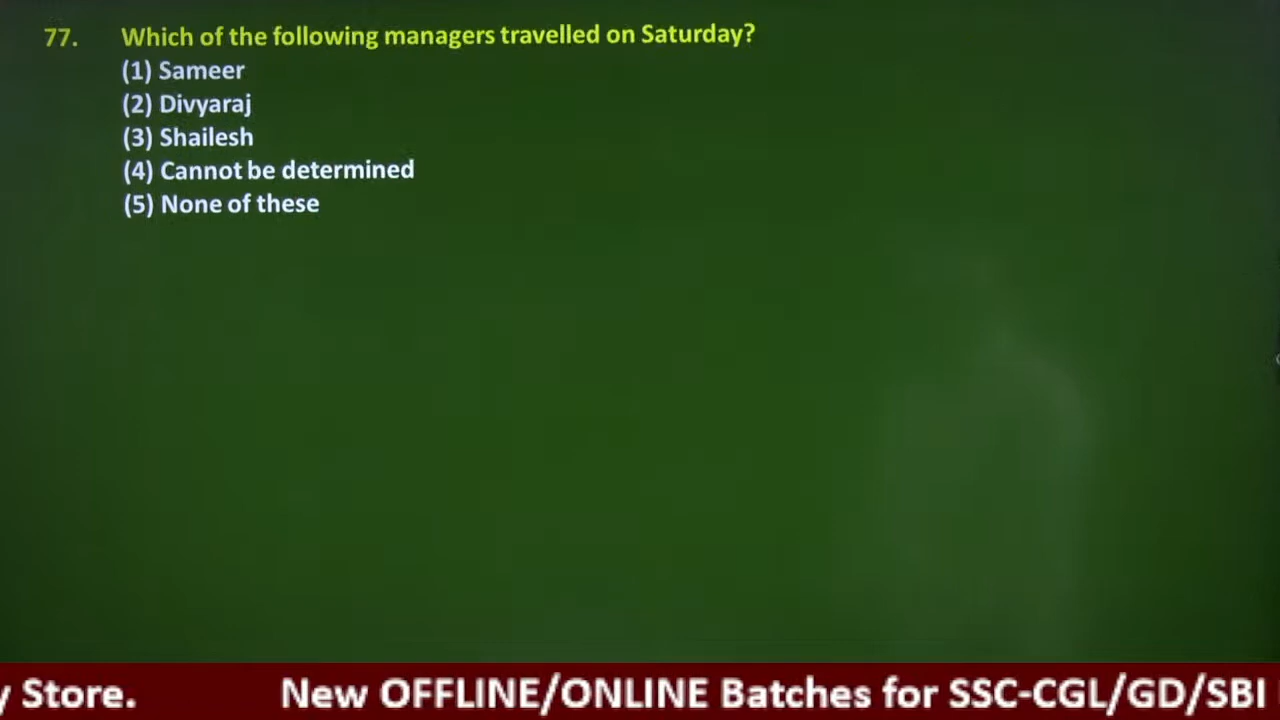 77. Which of the following managers travelled on Saturday?
(1) Sameer
(2) Divyaraj
(3) Shailesh
(4) Cannot be determined
(5) None of these
y Store. New OFFLINE/ONLINE Batches for SSC-CGL/GD/SBI